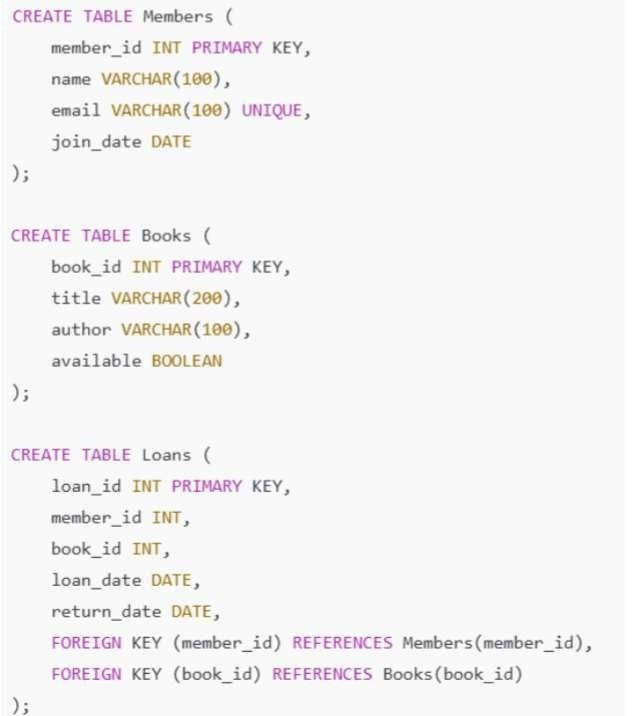 CREATE TABLE Members (
    member_id INT PRIMARY KEY,
    name VARCHAR(100),
    email VARCHAR(100) UNIQUE,
    join_date DATE
);

CREATE TABLE Books (
    book_id INT PRIMARY KEY,
    title VARCHAR(200),
    author VARCHAR(100),
    available BOOLEAN
);

CREATE TABLE Loans (
    loan_id INT PRIMARY KEY,
    member_id INT,
    book_id INT,
    loan_date DATE,
    return_date DATE,
    FOREIGN KEY (member_id) REFERENCES Members(member_id),
    FOREIGN KEY (book_id) REFERENCES Books(book_id)
);